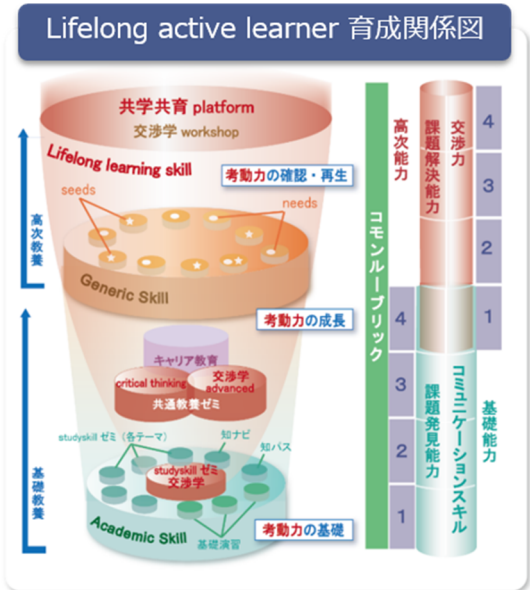 Lifelong active learner 育成関係図
共学共育 platform
交渉学 workshop
Lifelong learning skill
考動力の確認・再生
seeds
needs
高次教養
Generic Skill
考動力の成長
キャリア教育
critical thinking
交渉学
advanced
共通教養ゼミ
studyskill ゼミ（各テーマ）
知ナビ
知パス
studyskill ゼミ
交渉学
基礎教養
Academic Skill
基礎演習
考動力の基礎
コモンルーブリック
高次能力
課題解決能力
交渉力
4
3
2
1
4
3
2
1
課題発見能力
コミュニケーションスキル
基礎能力